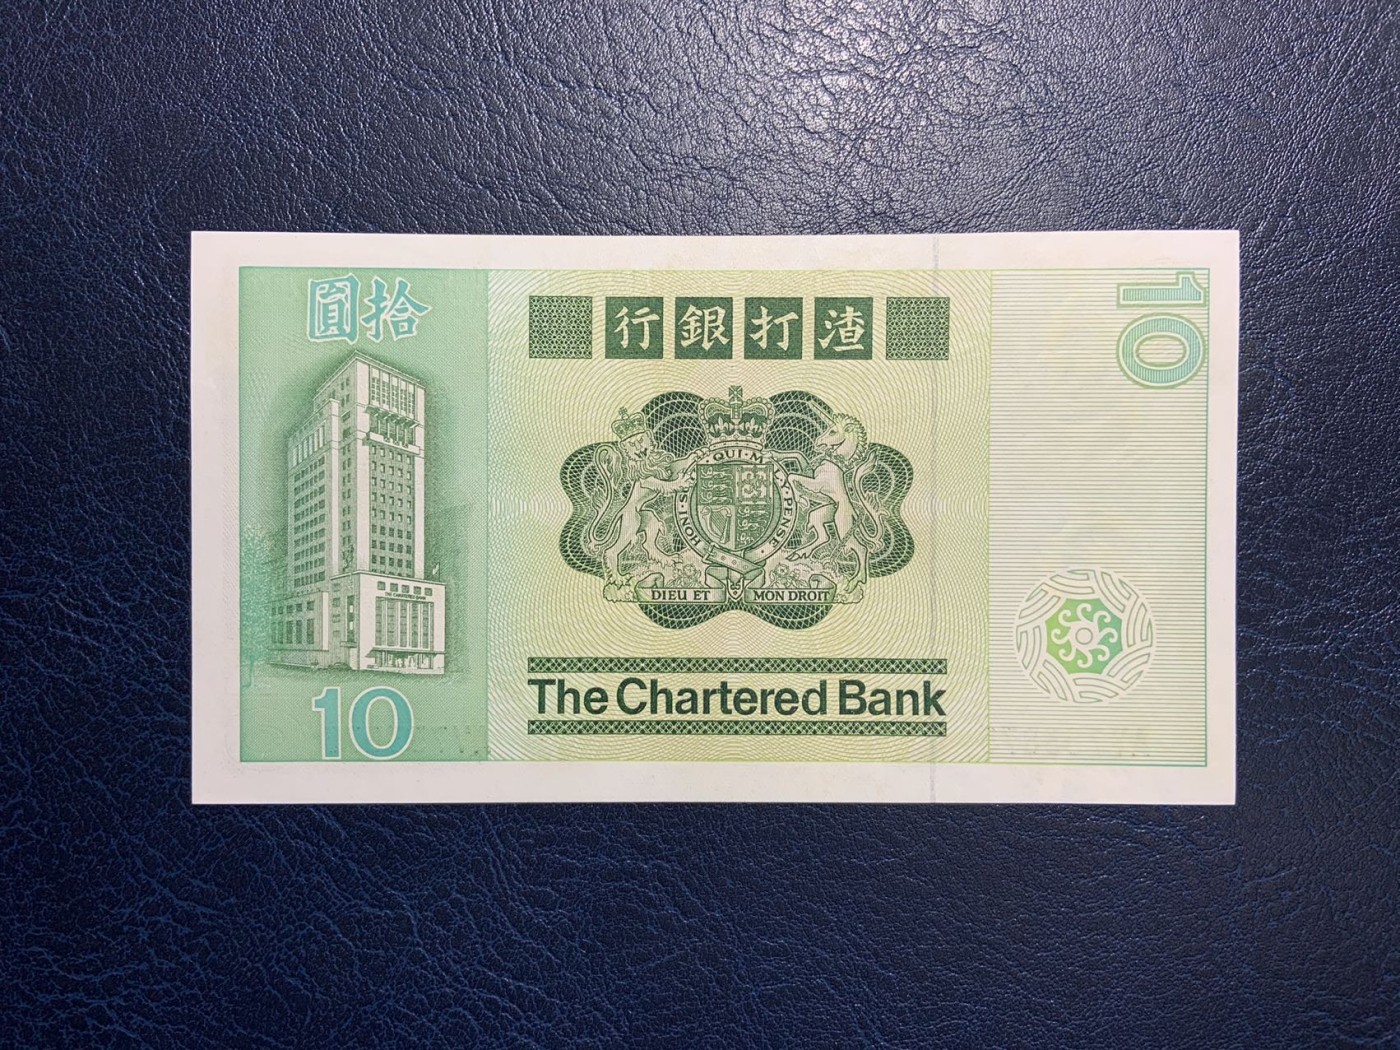 圓拾
行銀打渣
10
HONI·SOIT·QUI·MAL·Y·PENSE·
DIEU ET MON DROIT
THE CHARTERED BANK
The Chartered Bank
10